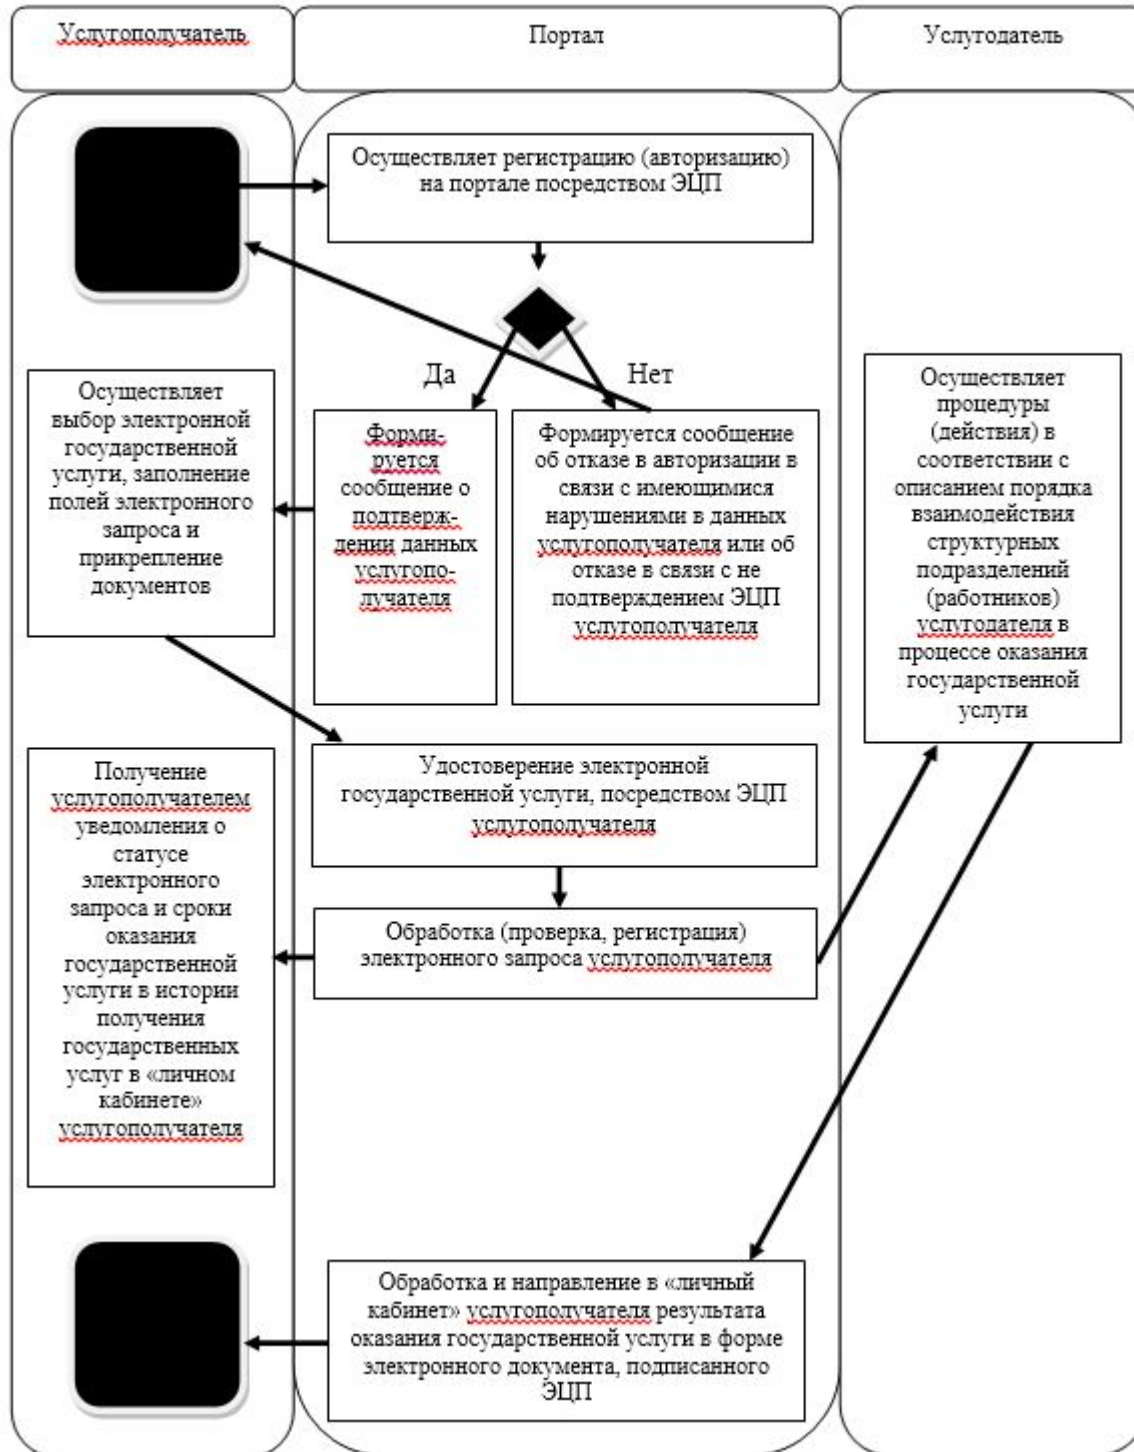 Услугополучатель
Портал
Услугодатель
Осуществляет регистрацию (авторизацию)
на портале посредством ЭЦП
Да
Нет
Осуществляет
выбор электронной
государственной
услуги, заполнение
полей электронного
запроса и
прикрепление
документов
Форми-
руется
сообщение о
подтверж-
дении данных
услугопо-
лучателя
Формируется сообщение
об отказе в авторизации в
связи с имеющимися
нарушениями в данных
услугополучателя или об
отказе в связи с не
подтверждением ЭЦП
услугополучателя
Осуществляет
процедуры
(действия) в
соответствии с
описанием порядка
взаимодействия
структурных
подразделений
(работников)
услугодателя в
процессе оказания
государственной
услуги
Удостоверение электронной
государственной услуги, посредством ЭЦП
услугополучателя
Получение
услугополучателем
уведомления о
статусе
электронного
запроса и сроки
оказания
государственной
услуги в истории
получения
государственных
услуг в «личном
кабинете»
услугополучателя
Обработка (проверка, регистрация)
электронного запроса услугополучателя
Обработка и направление в «личный
кабинет» услугополучателя результата
оказания государственной услуги в форме
электронного документа, подписанного
ЭЦП